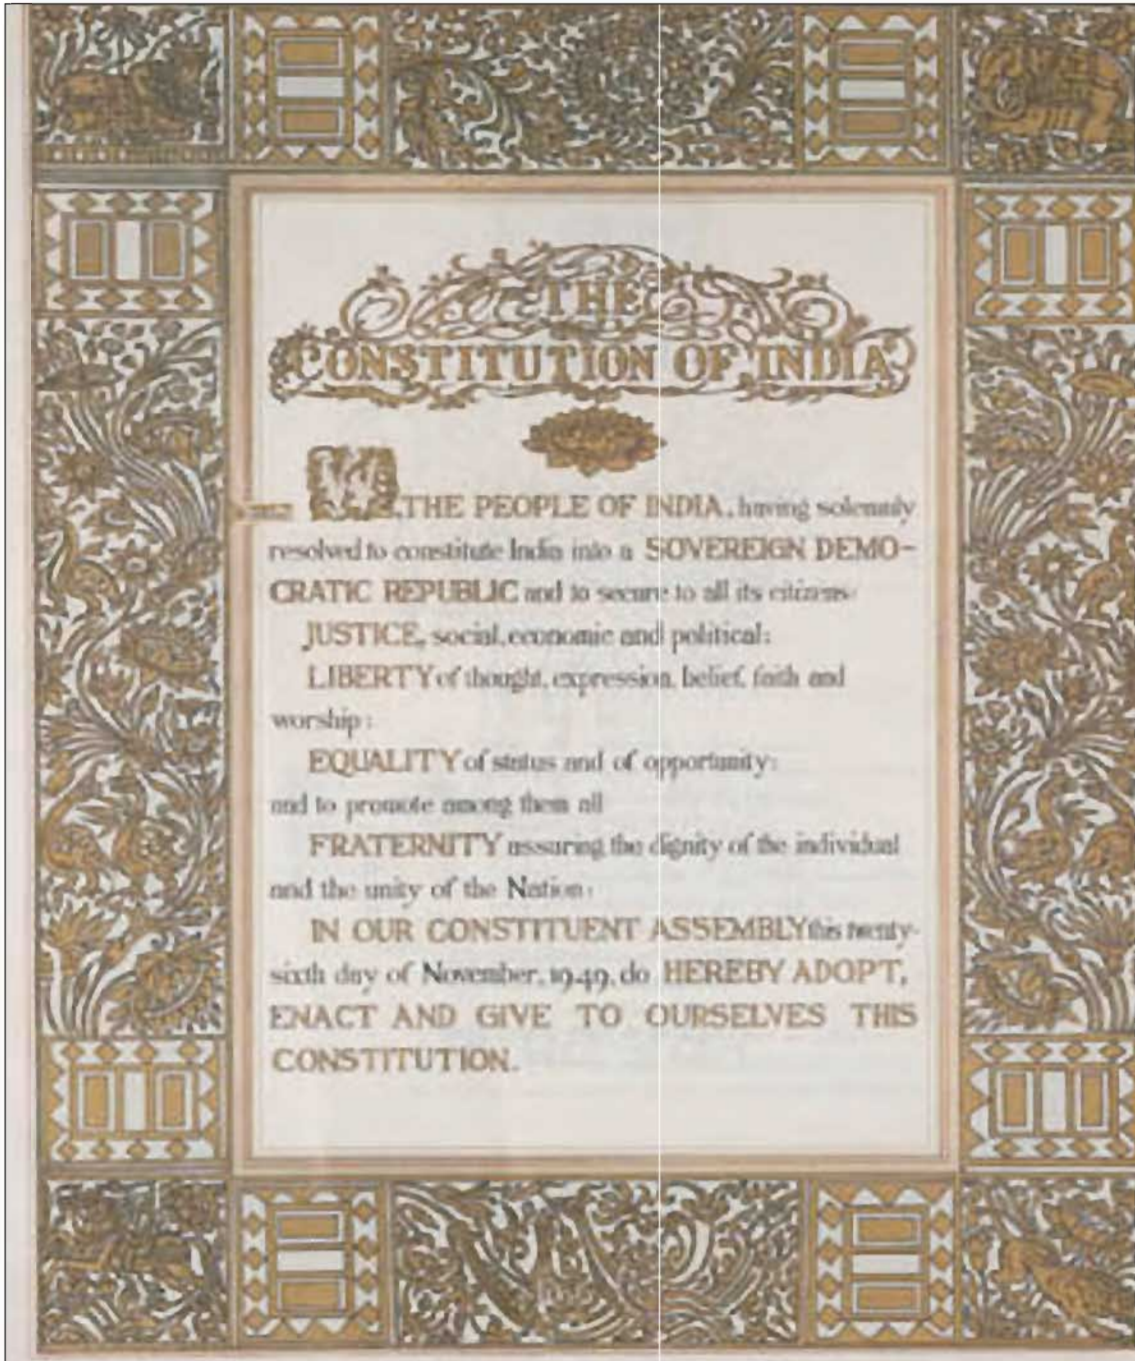 THE
CONSTITUTION OF INDIA
WE, THE PEOPLE OF INDIA, having solemnly
resolved to constitute India into a SOVEREIGN DEMO-
CRATIC REPUBLIC and to secure to all its citizens:
JUSTICE, social, economic and political;
LIBERTY of thought, expression, belief, faith and
worship;
EQUALITY of status and of opportunity;
and to promote among them all
FRATERNITY assuring the dignity of the individual
and the unity of the Nation;
IN OUR CONSTITUENT ASSEMBLY this twenty-
sixth day of November, 1949, do HEREBY ADOPT,
ENACT AND GIVE TO OURSELVES THIS
CONSTITUTION.